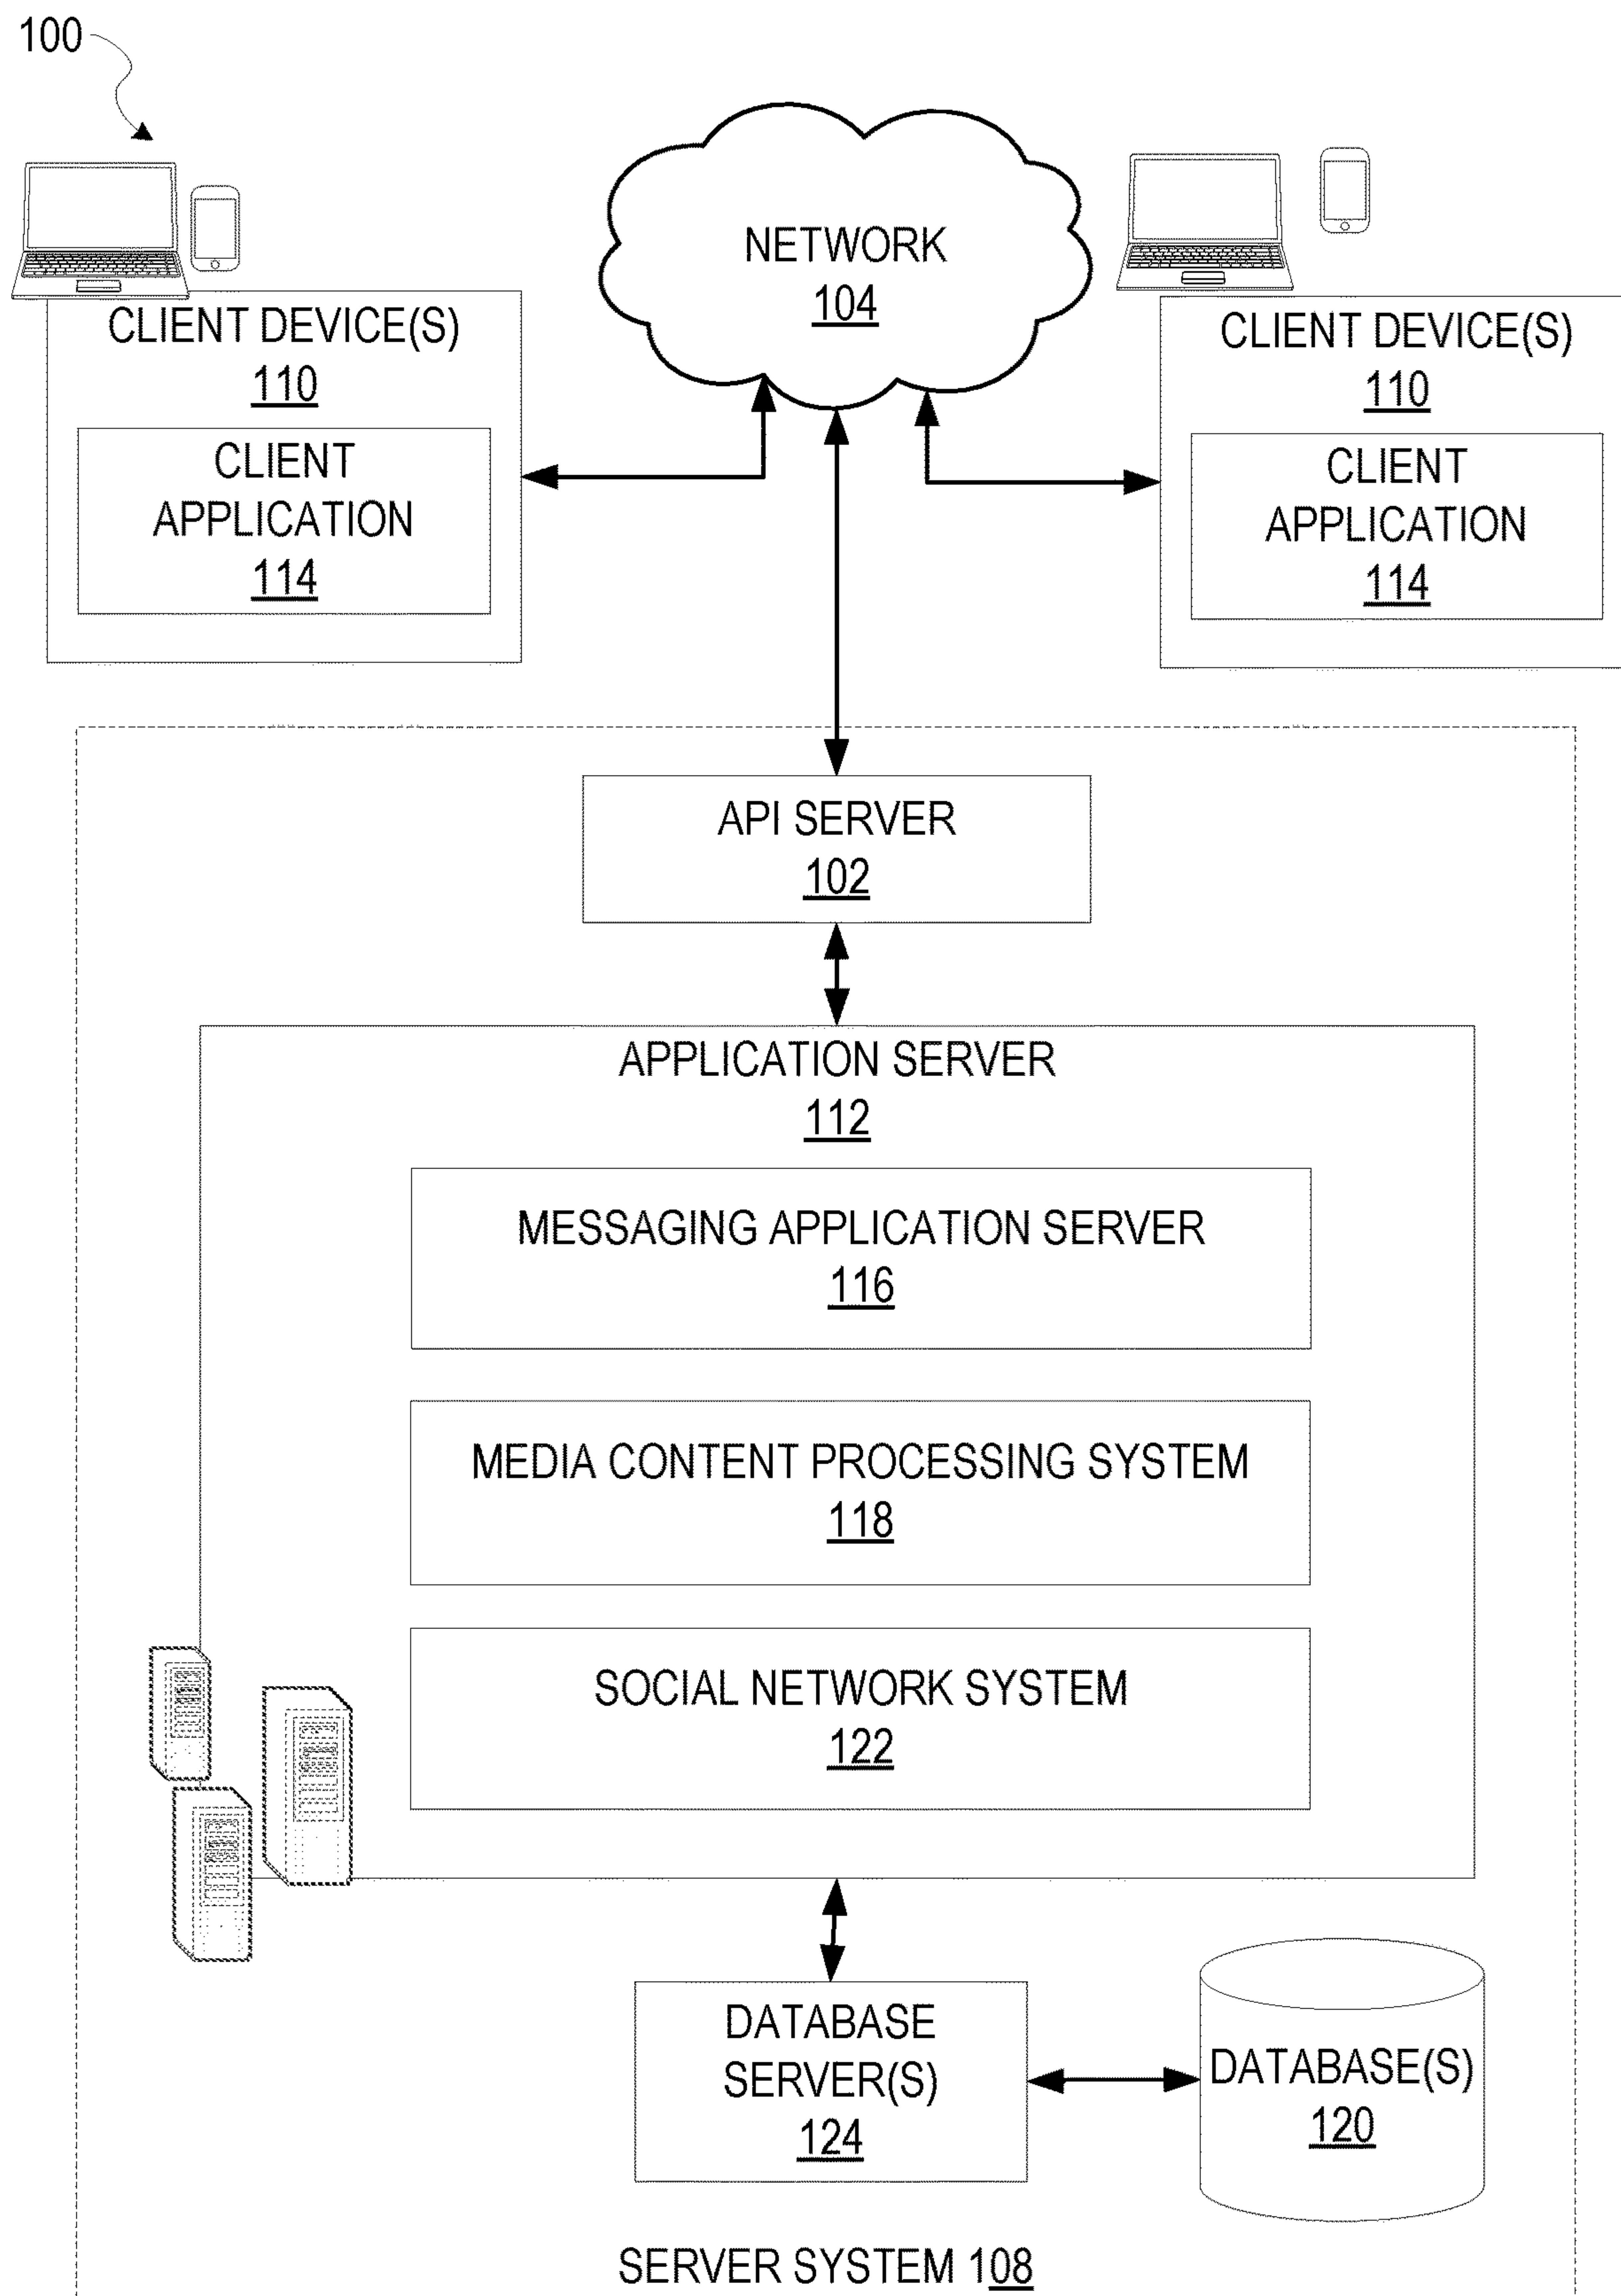 100
NETWORK
104
CLIENT DEVICE(S)
110
CLIENT
APPLICATION
114
CLIENT DEVICE(S)
110
CLIENT
APPLICATION
114
API SERVER
102
APPLICATION SERVER
112
MESSAGING APPLICATION SERVER
116
MEDIA CONTENT PROCESSING SYSTEM
118
SOCIAL NETWORK SYSTEM
122
DATABASE
SERVER(S)
124
DATABASE(S)
120
SERVER SYSTEM 108